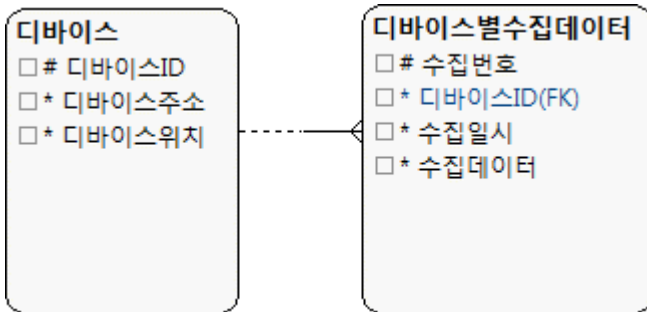 디바이스
# 디바이스ID
* 디바이스주소
* 디바이스위치
디바이스별수집데이터
# 수집번호
* 디바이스ID(FK)
* 수집일시
* 수집데이터